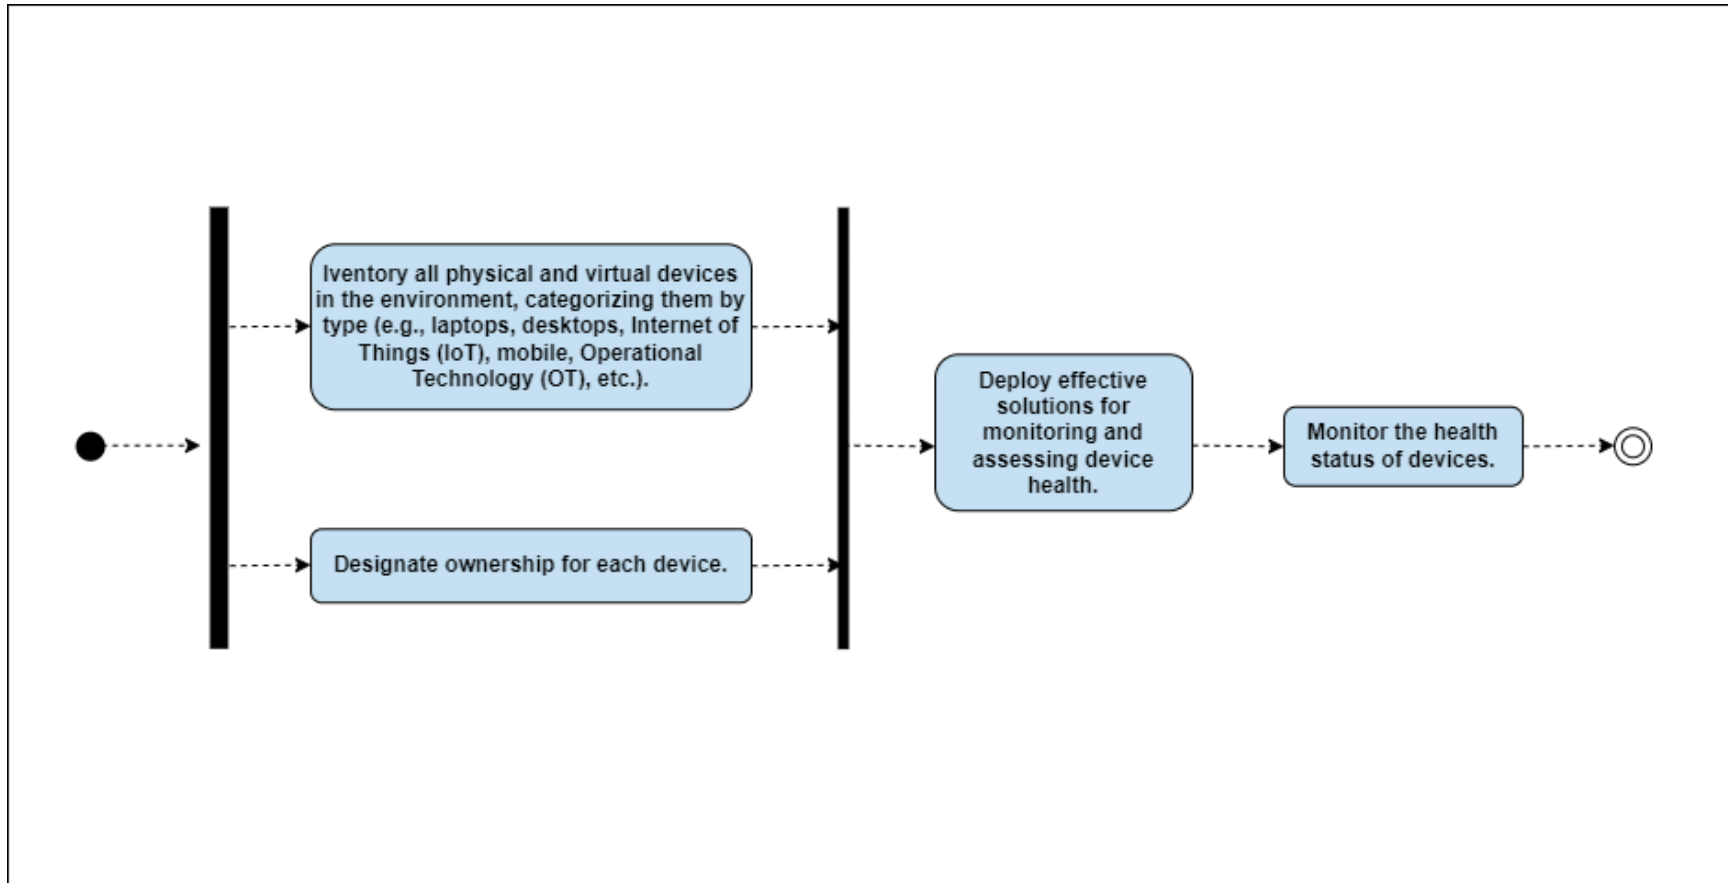 Iventory all physical and virtual devices
in the environment, categorizing them by
type (e.g., laptops, desktops, Internet of
Things (IoT), mobile, Operational
Technology (OT), etc.).
Designate ownership for each device.
Deploy effective
solutions for
monitoring and
assessing device
health.
Monitor the health
status of devices.